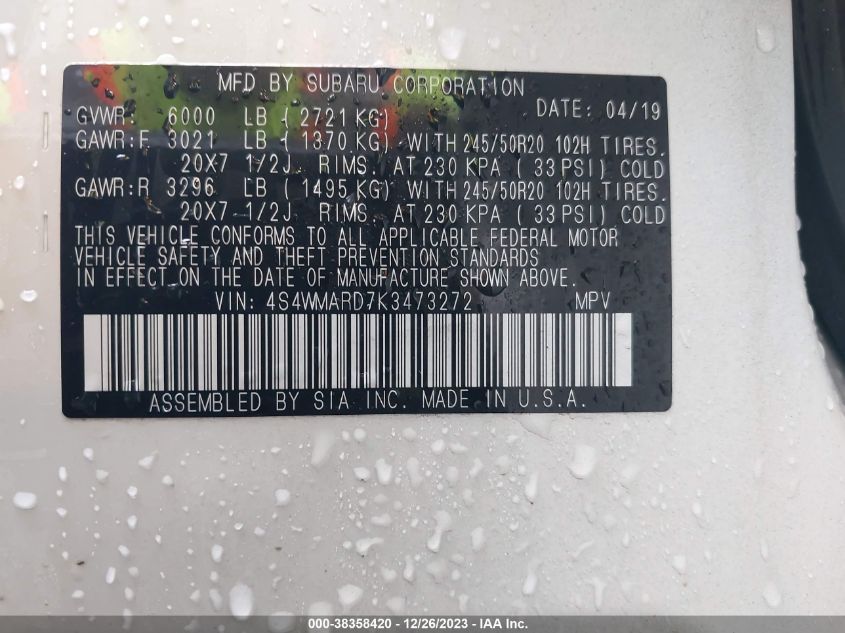 MFD BY SUBARU CORPORATION
DATE: 04/19
GVWR: 6000 LB ( 2721 KG)
GAWR:F 3021 LB ( 1370 KG) WITH 245/50R20 102H TIRES.
20X7 1/2J RIMS. AT 230 KPA ( 33 PSI) COLD
GAWR:R 3296 LB ( 1495 KG) WITH 245/50R20 102H TIRES.
20X7 1/2J RIMS. AT 230 KPA ( 33 PSI) COLD
THIS VEHICLE CONFORMS TO ALL APPLICABLE FEDERAL MOTOR
VEHICLE SAFETY AND THEFT PREVENTION STANDARDS
IN EFFECT ON THE DATE OF MANUFACTURE SHOWN ABOVE.
VIN: 4S4WMARD7K3473272 MPV
ASSEMBLED BY SIA INC. MADE IN U.S.A.
000-38358420 - 12/26/2023 - IAA Inc.